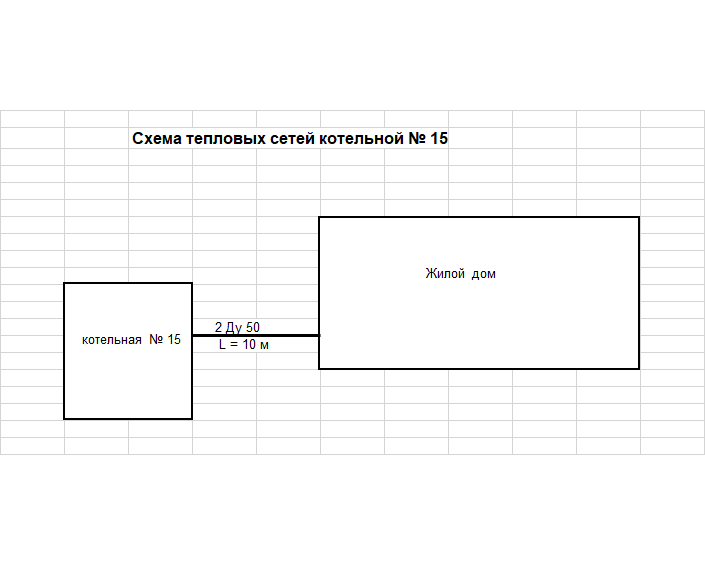 Схема тепловых сетей котельной № 15
Жилой дом
2 Ду 50
котельная № 15
L = 10 м